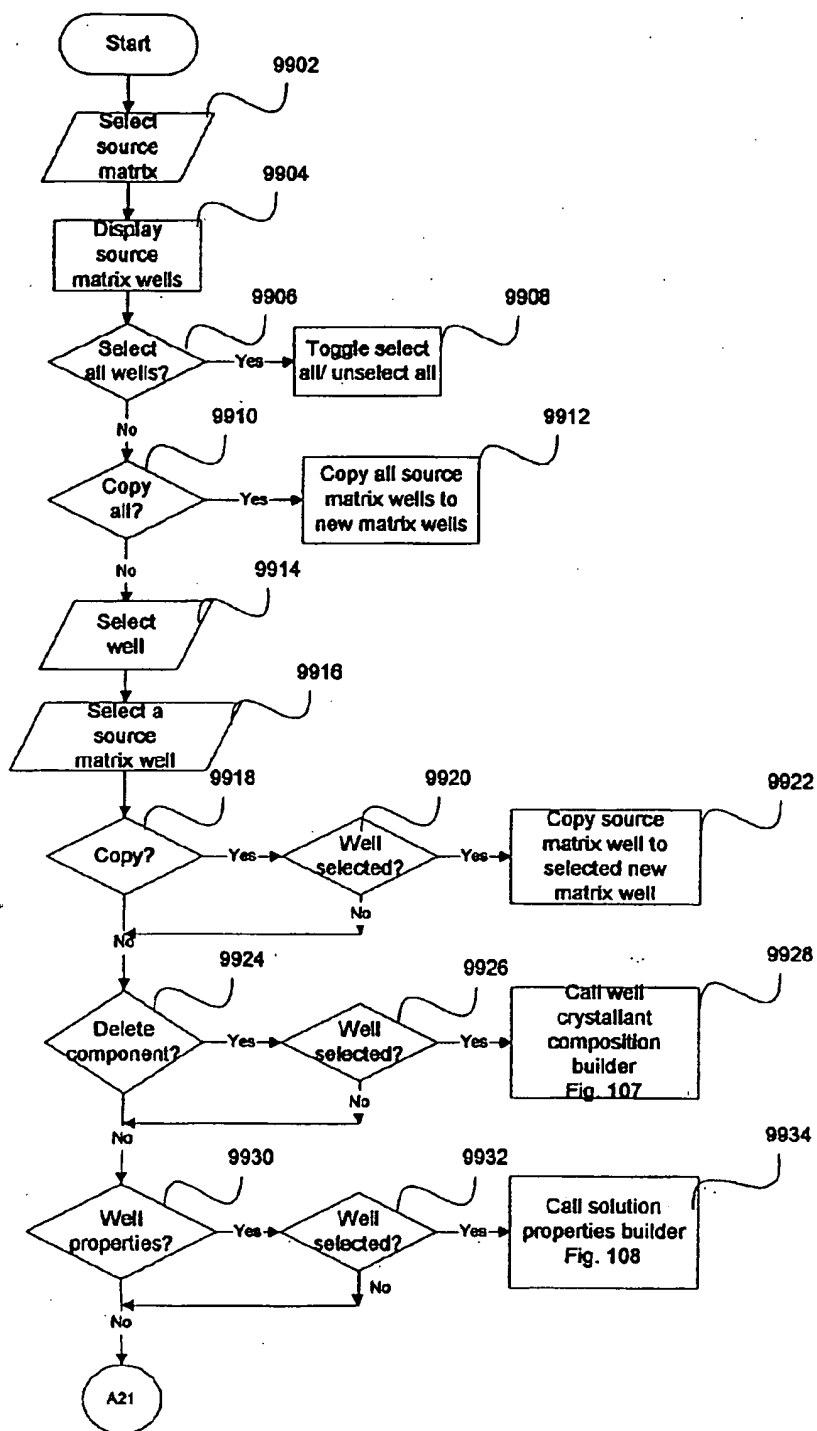 Start
9902
Select
source
matrix
9904
Display
source
matrix wells
9906
9908
Select
all wells?
Yes
Toggle select
all/ unselect all
No
9910
9912
Copy
all?
Yes
Copy all source
matrix wells to
new matrix wells
No
9914
Select
well
9916
Select a
source
matrix well
9918
9920
9922
Copy?
Yes
Well
selected?
Yes
Copy source
matrix well to
selected new
matrix well
No
No
9924
9926
9928
Delete
component?
Yes
Well
selected?
Yes
Call well
crystallant
composition
builder
Fig. 107
No
No
9930
9932
9934
Well
properties?
Yes
Well
selected?
Yes
Call solution
properties builder
Fig. 108
No
No
A21